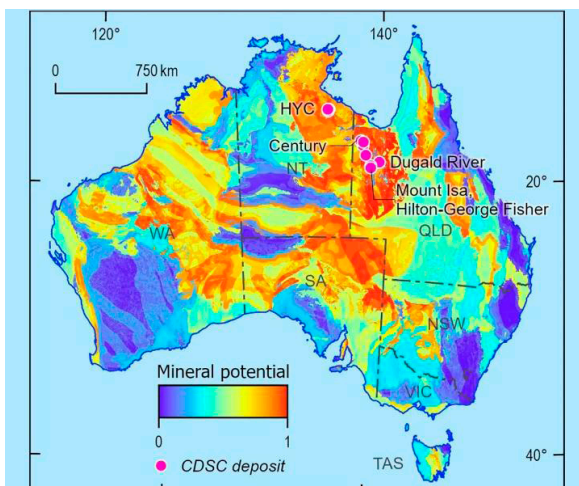 120°
140°
0
750 km
HYC
Century
NT
Dugald River
20°
Mount Isa,
Hilton-George Fisher
QLD
WA
SA
NSW
Mineral potential
VIC
0
1
CDSC deposit
TAS
40°